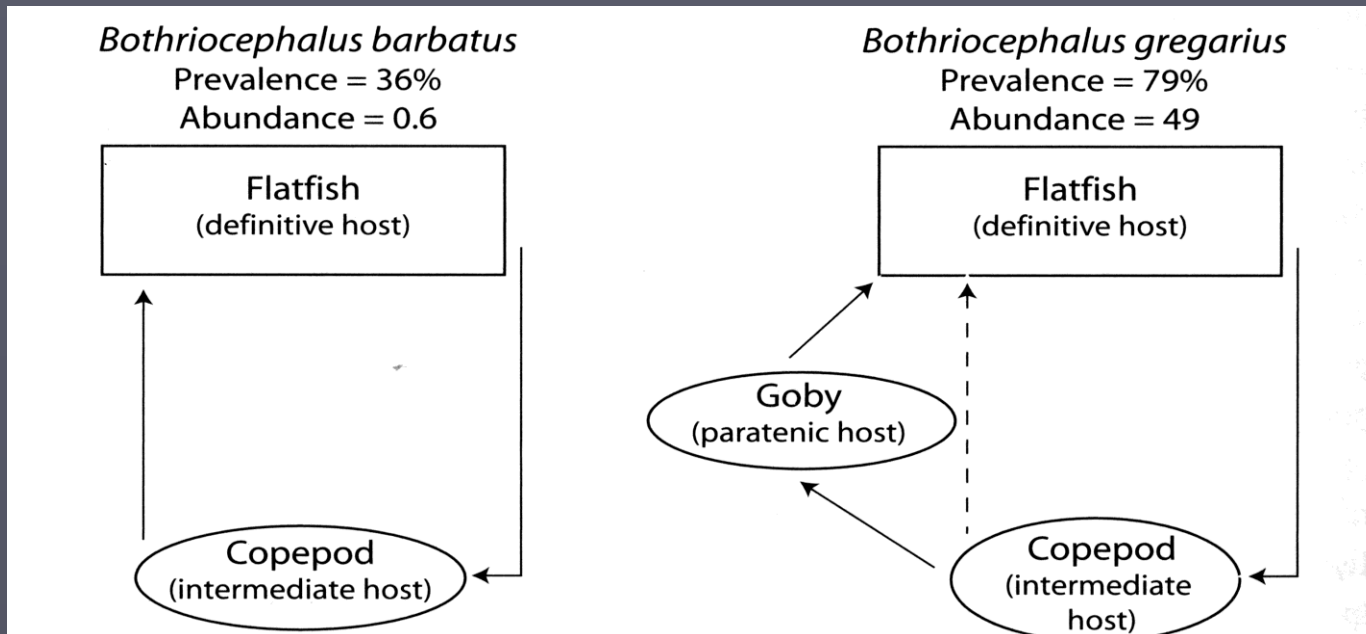 Bothriocephalus barbatus
Prevalence = 36%
Abundance = 0.6
Flatfish
(definitive host)
Copepod
(intermediate host)
Bothriocephalus gregarius
Prevalence = 79%
Abundance = 49
Flatfish
(definitive host)
Goby
(paratenic host)
Copepod
(intermediate
host)